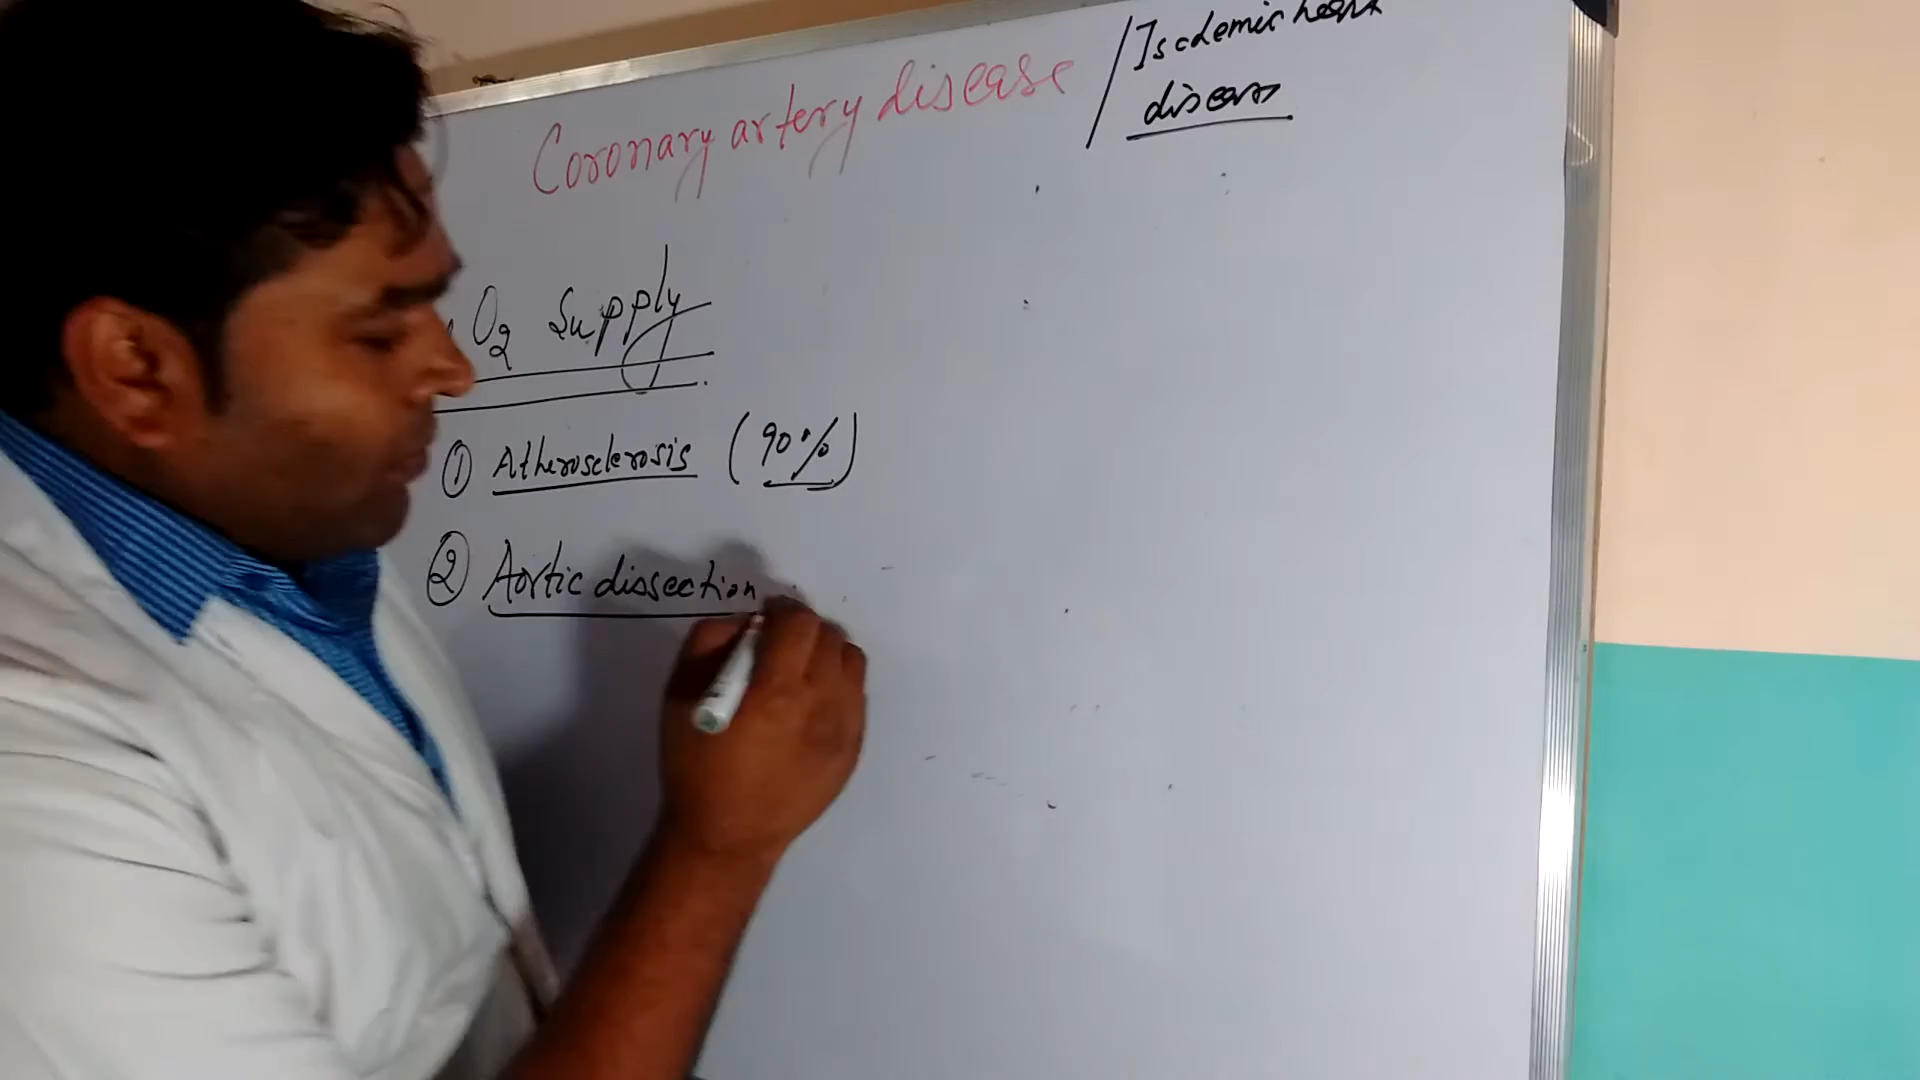 Coronary artery disease / Ischemic heart
disease
O2 Supply
① Atherosclerosis (90%)
② Aortic dissection